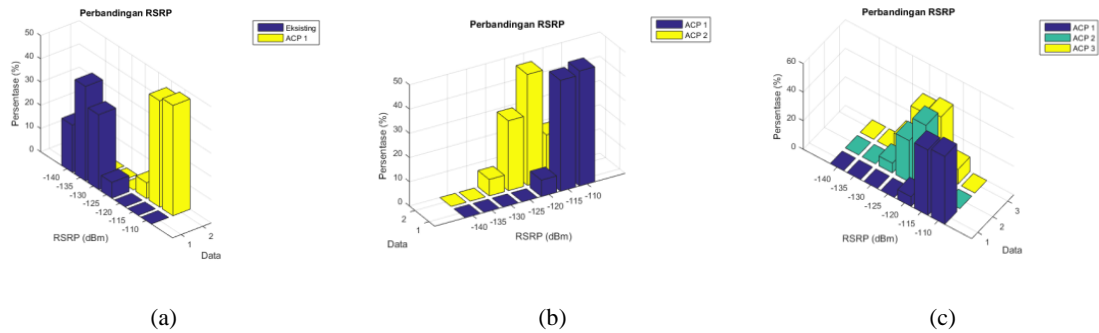 Perbandingan RSRP
Eksisting
ACP 1
50
40
30
20
10
0
Persentase (%)
-140
-135
-130
-125
-120
-115
-110
RSRP (dBm)
1
2
Data
(a)
Perbandingan RSRP
ACP 1
ACP 2
50
40
30
20
10
0
Persentase (%)
2
1
Data
-140
-135
-130
-125
-120
-115
-110
RSRP (dBm)
(b)
Perbandingan RSRP
ACP 1
ACP 2
ACP 3
60
40
20
0
Persentase (%)
-140
-135
-130
-125
-120
-115
-110
RSRP (dBm)
1
2
3
Data
(c)